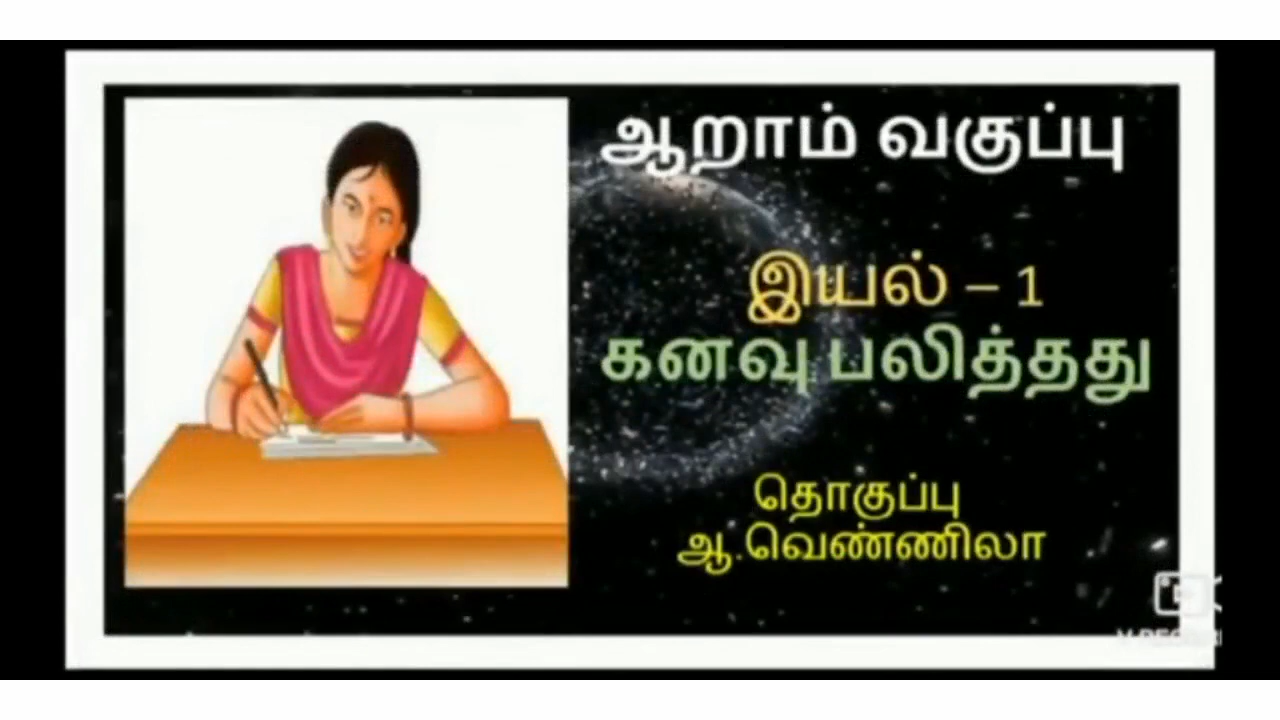 ஆறாம் வகுப்பு
இயல் – 1
கனவு பலித்தது
தொகுப்பு
ஆ.வெண்ணிலா